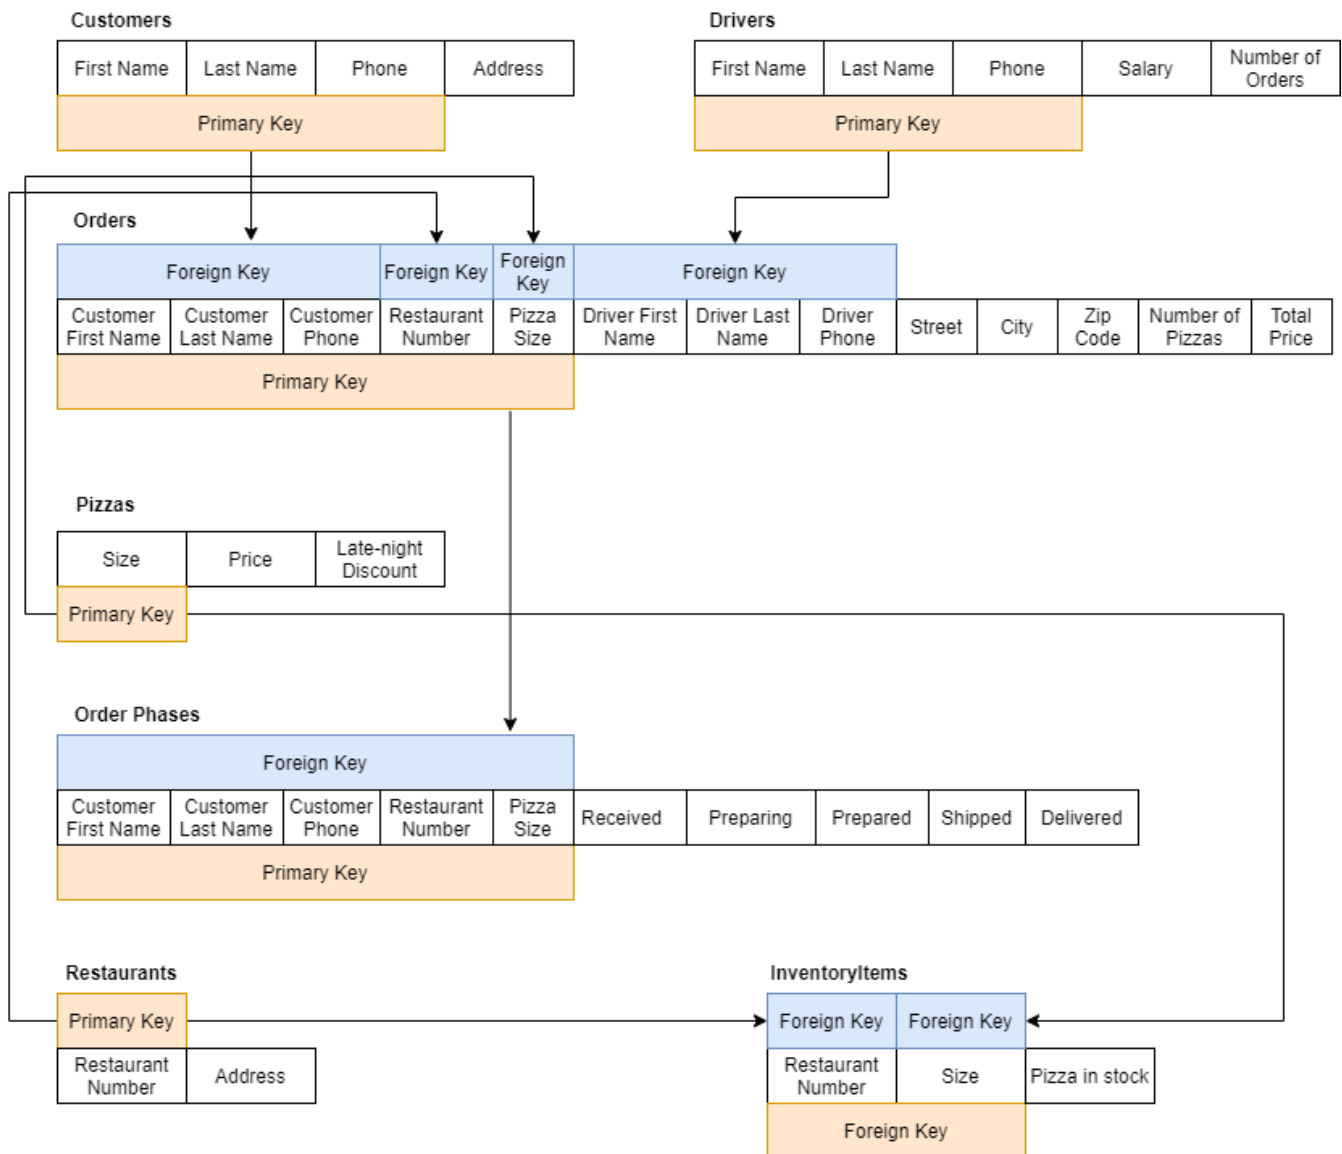 Customers
Drivers
First Name Last Name Phone Address
First Name Last Name Phone Salary Number of
Orders
Primary Key
Primary Key
Orders
Foreign Key Foreign Key Foreign
Key Foreign Key
Customer
First Name
Customer
Last Name
Customer
Phone
Restaurant
Number
Pizza
Size
Driver First
Name
Driver Last
Name
Driver
Phone
Street
City
Zip
Code
Number of
Pizzas
Total
Price
Primary Key
Pizzas
Size Price Late-night
Discount
Primary Key
Order Phases
Foreign Key
Customer
First Name
Customer
Last Name
Customer
Phone
Restaurant
Number
Pizza
Size
Received
Preparing
Prepared
Shipped
Delivered
Primary Key
Restaurants
Primary Key
Restaurant
Number
Address
InventoryItems
Foreign Key Foreign Key
Restaurant
Number
Size
Pizza in stock
Foreign Key